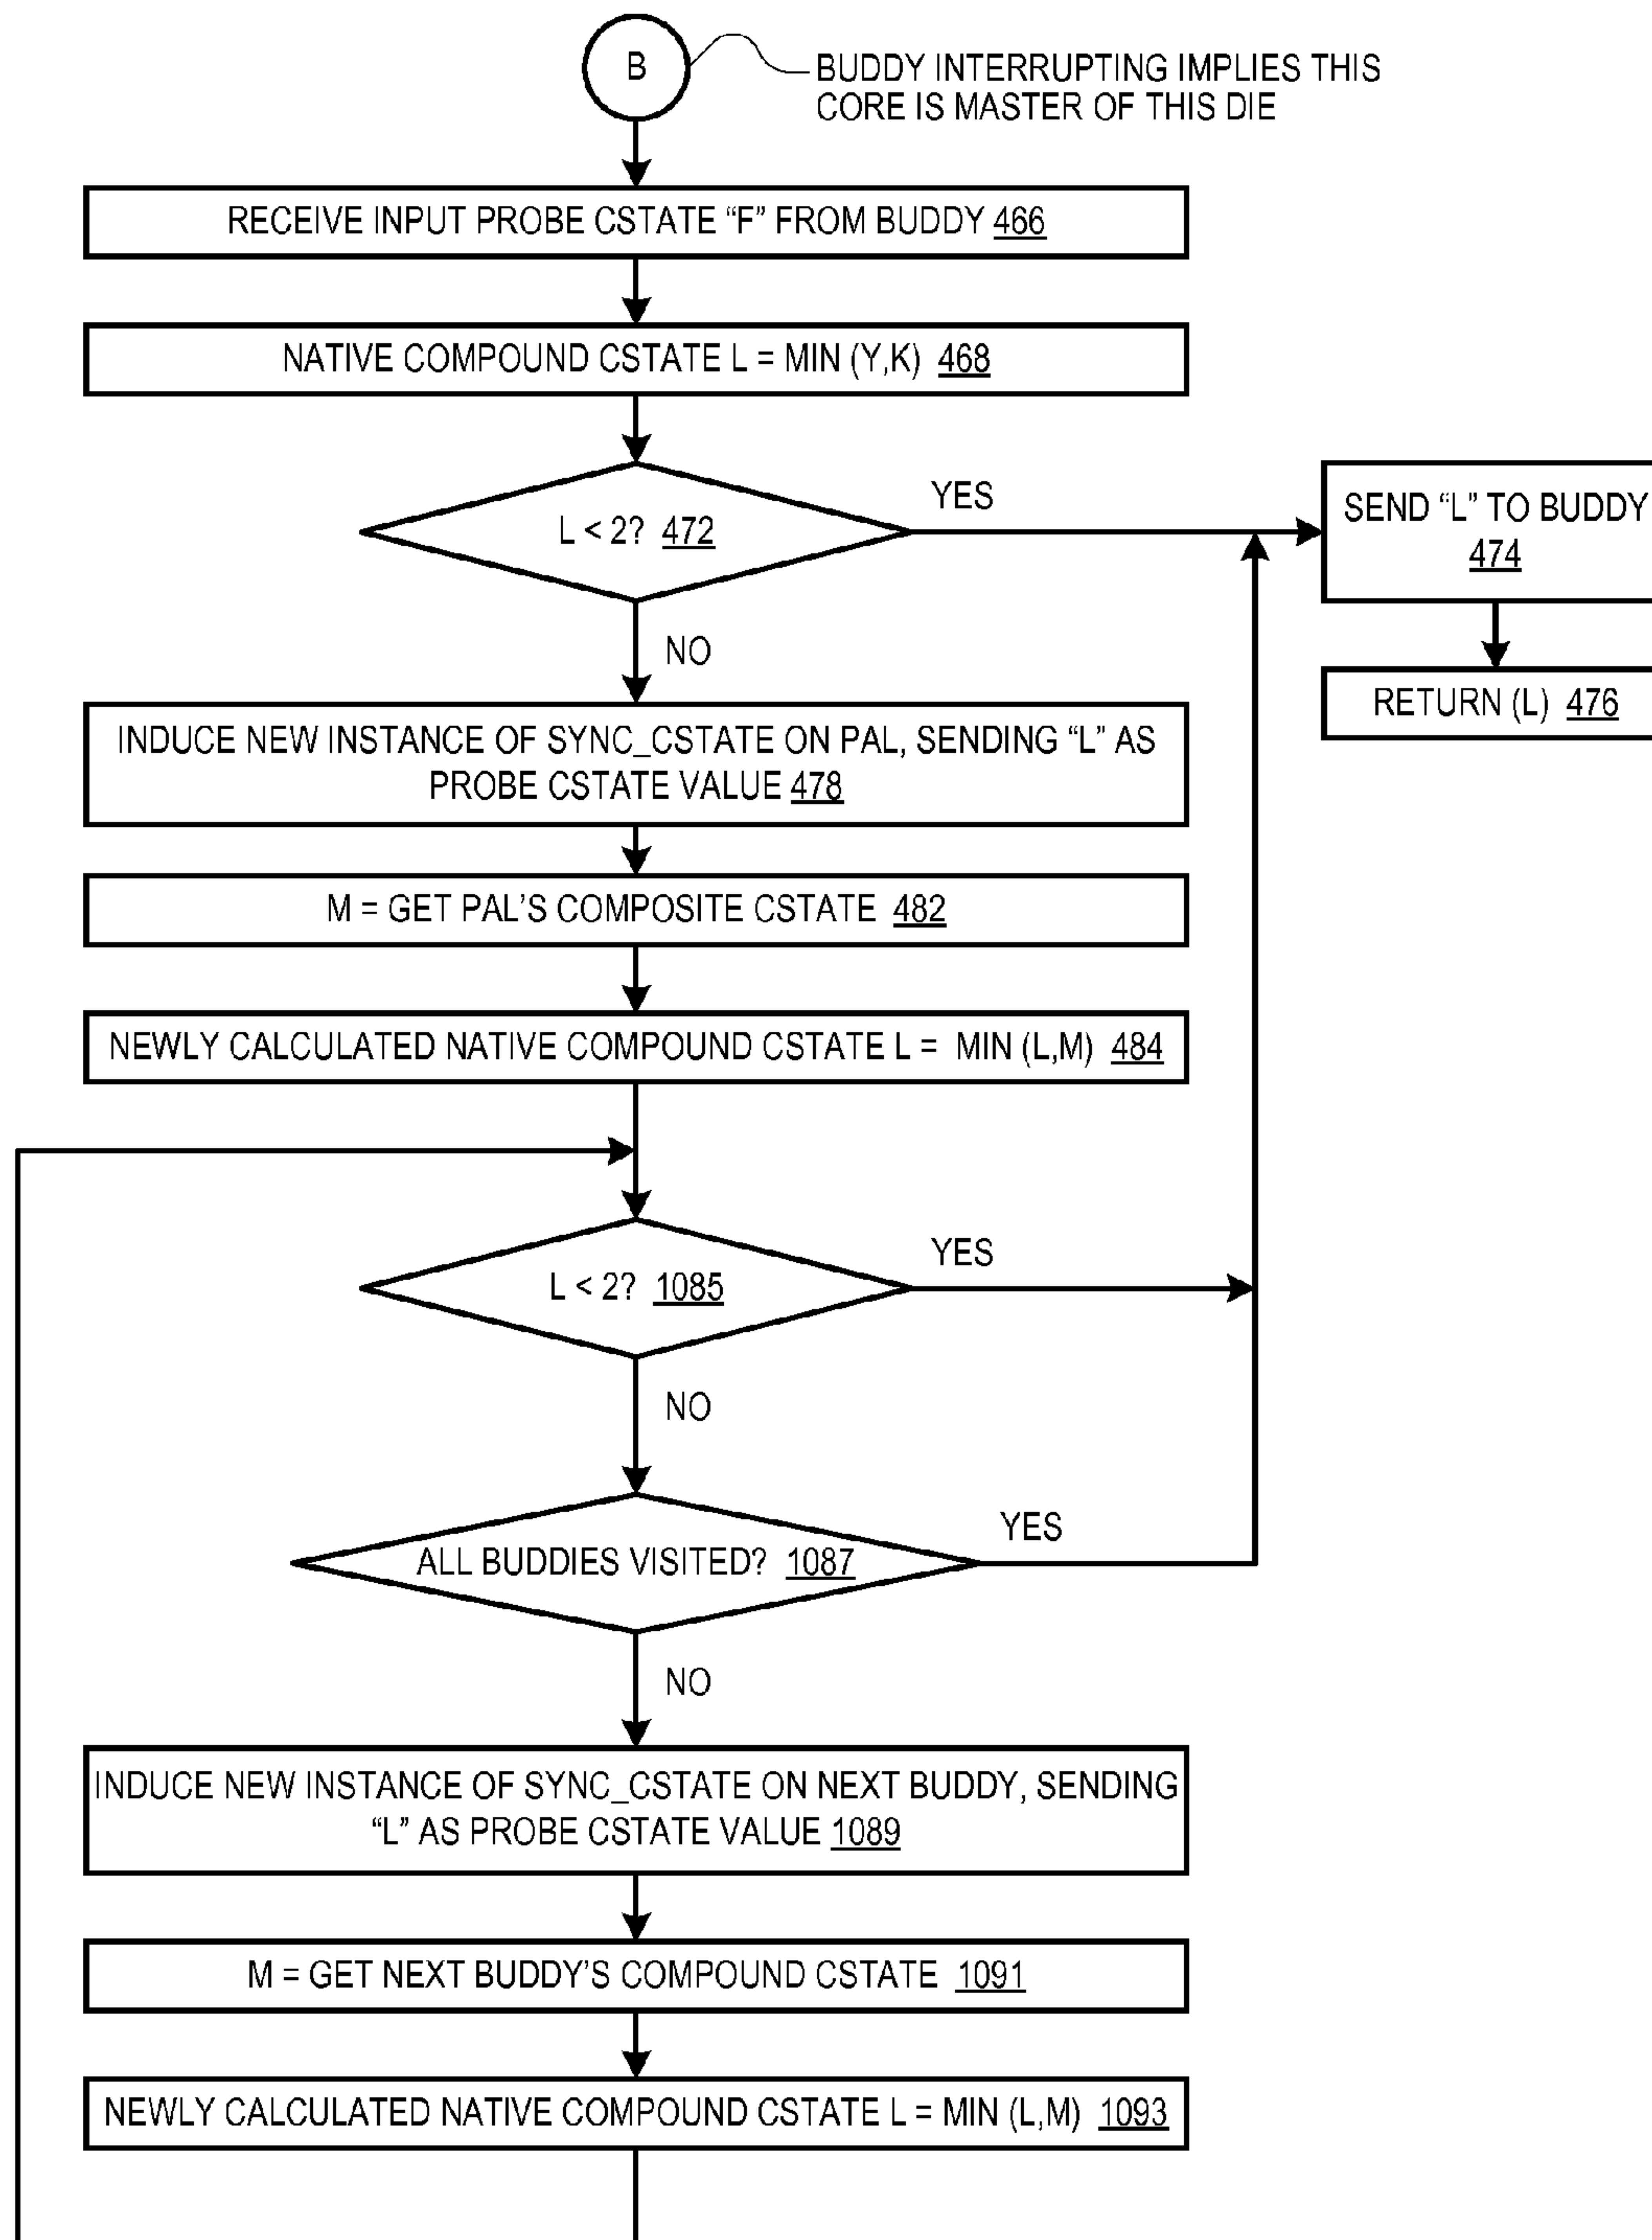 B
BUDDY INTERRUPTING IMPLIES THIS
CORE IS MASTER OF THIS DIE
RECEIVE INPUT PROBE CSTATE “F” FROM BUDDY 466
NATIVE COMPOUND CSTATE L = MIN (Y,K) 468
L < 2? 472
YES
SEND “L” TO BUDDY
474
RETURN (L) 476
NO
INDUCE NEW INSTANCE OF SYNC_CSTATE ON PAL, SENDING “L” AS
PROBE CSTATE VALUE 478
M = GET PAL’S COMPOSITE CSTATE 482
NEWLY CALCULATED NATIVE COMPOUND CSTATE L = MIN (L,M) 484
L < 2? 1085
YES
NO
ALL BUDDIES VISITED? 1087
YES
NO
INDUCE NEW INSTANCE OF SYNC_CSTATE ON NEXT BUDDY, SENDING
“L” AS PROBE CSTATE VALUE 1089
M = GET NEXT BUDDY’S COMPOUND CSTATE 1091
NEWLY CALCULATED NATIVE COMPOUND CSTATE L = MIN (L,M) 1093